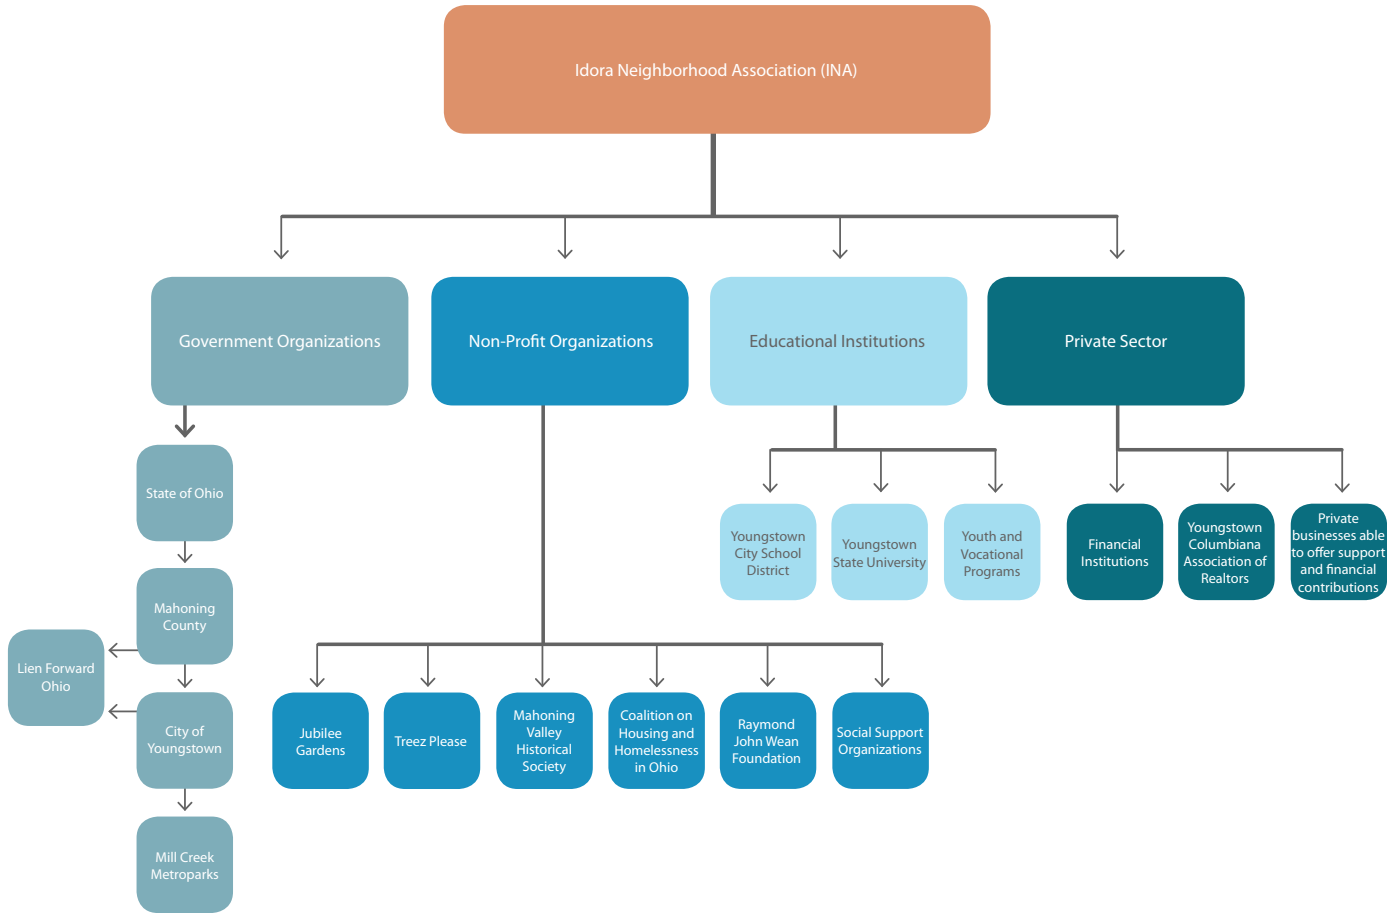 Idora Neighborhood Association (INA)
Government Organizations
Non-Profit Organizations
Educational Institutions
Private Sector
State of Ohio
Mahoning
County
Lien Forward
Ohio
City of
Youngstown
Mill Creek
Metroparks
Jubilee
Gardens
Treez Please
Mahoning
Valley
Historical
Society
Coalition on
Housing and
Homelessness
in Ohio
Raymond
John Wean
Foundation
Social Support
Organizations
Youngstown
City School
District
Youngstown
State University
Youth and
Vocational
Programs
Financial
Institutions
Youngstown
Columbiana
Association of
Realtors
Private
businesses able
to offer support
and financial
contributions